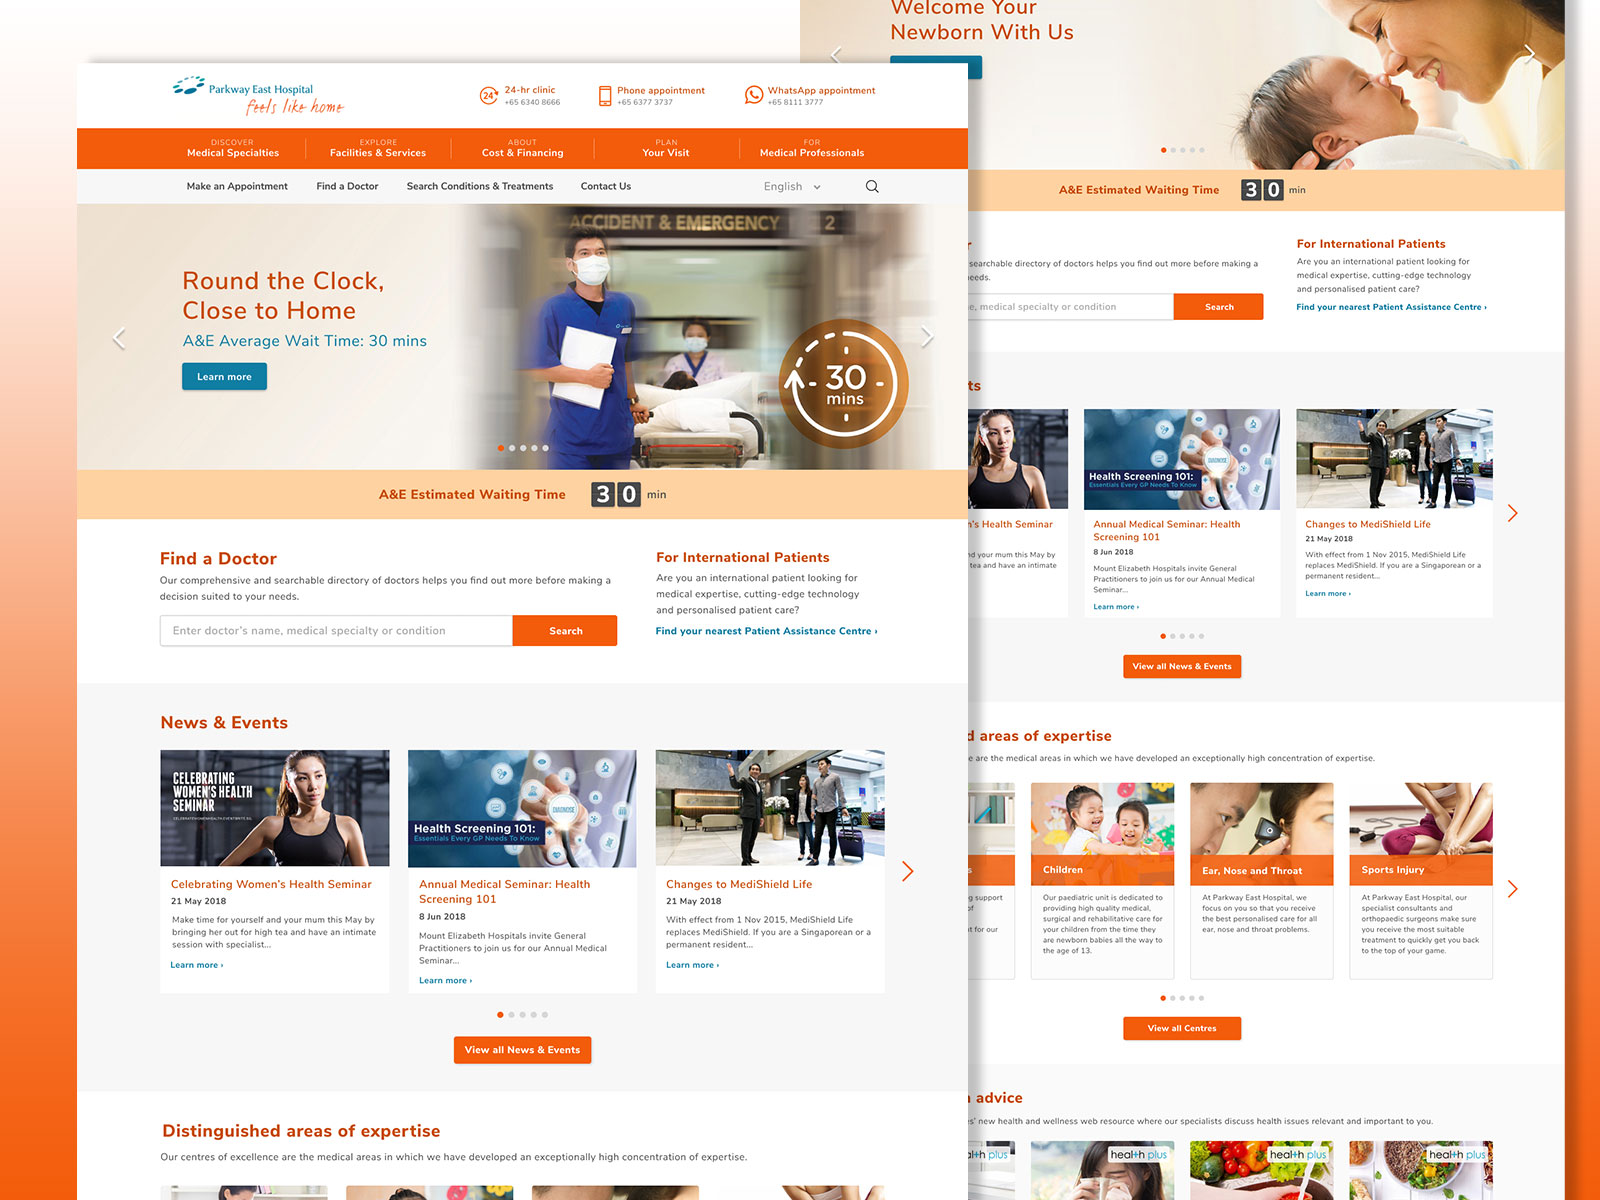 Parkway East Hospital
feels like home
24
24-hr clinic
+65 6340 8666
Phone appointment
+65 6377 3737
WhatsApp appointment
+65 8111 3777
DISCOVER
Medical Specialties
EXPLORE
Facilities & Services
ABOUT
Cost & Financing
PLAN
Your Visit
FOR
Medical Professionals
Make an Appointment
Find a Doctor
Search Conditions & Treatments
Contact Us
English
ACCIDENT & EMERGENCY 2
Round the Clock,
Close to Home
A&E Average Wait Time: 30 mins
Learn more
30
mins
A&E Estimated Waiting Time 30 min
Find a Doctor
Our comprehensive and searchable directory of doctors helps you find out more before making a
decision suited to your needs.
Enter doctor's name, medical specialty or condition
Search
For International Patients
Are you an international patient looking for
medical expertise, cutting-edge technology
and personalised patient care?
Find your nearest Patient Assistance Centre ›
News & Events
CELEBRATING
WOMEN'S HEALTH
SEMINAR
Celebrating Women's Health Seminar
21 May 2018
Make time for yourself and your mum this May by
bringing her out for high tea and have an intimate
session with specialist...
Learn more ›
DIAGNOSE
Health Screening 101:
Essentials Every GP Needs To Know
Annual Medical Seminar: Health
Screening 101
8 Jun 2018
Mount Elizabeth Hospitals invite General
Practitioners to join us for our Annual Medical
Seminar...
Learn more ›
Changes to MediShield Life
21 May 2018
With effect from 1 Nov 2015, MediShield Life
replaces MediShield. If you are a Singaporean or a
permanent resident...
Learn more ›
View all News & Events
Distinguished areas of expertise
Our centres of excellence are the medical areas in which we have developed an exceptionally high concentration of expertise.
Welcome Your
Newborn With Us
A&E Estimated Waiting Time 30 min
r
searchable directory of doctors helps you find out more before making a
eeds.
e, medical specialty or condition
Search
For International Patients
Are you an international patient looking for
medical expertise, cutting-edge technology
and personalised patient care?
Find your nearest Patient Assistance Centre ›
ts
n's Health Seminar
nd your mum this May by
tea and have an intimate
DIAGNOSE
Health Screening 101:
Essentials Every GP Needs To Know
Annual Medical Seminar: Health
Screening 101
8 Jun 2018
Mount Elizabeth Hospitals invite General
Practitioners to join us for our Annual Medical
Seminar...
Learn more ›
Changes to MediShield Life
21 May 2018
With effect from 1 Nov 2015, MediShield Life
replaces MediShield. If you are a Singaporean or a
permanent resident...
Learn more ›
View all News & Events
d areas of expertise
e are the medical areas in which we have developed an exceptionally high concentration of expertise.
s
g support
of
t for our
Children
Our paediatric unit is dedicated to
providing high quality medical,
surgical and rehabilitative care for
your children from the time they
are newborn babies all the way to
the age of 13.
Ear, Nose and Throat
At Parkway East Hospital, we
focus on you so that you receive
the best personalised care for all
ear, nose and throat problems.
Sports Injury
At Parkway East Hospital, our
specialist consultants and
orthopaedic surgeons make sure
you receive the most suitable
treatment to quickly get you back
to the top of your game.
View all Centres
h advice
es' new health and wellness web resource where our specialists discuss health issues relevant and important to you.
alth plus
health plus
health plus
health plus